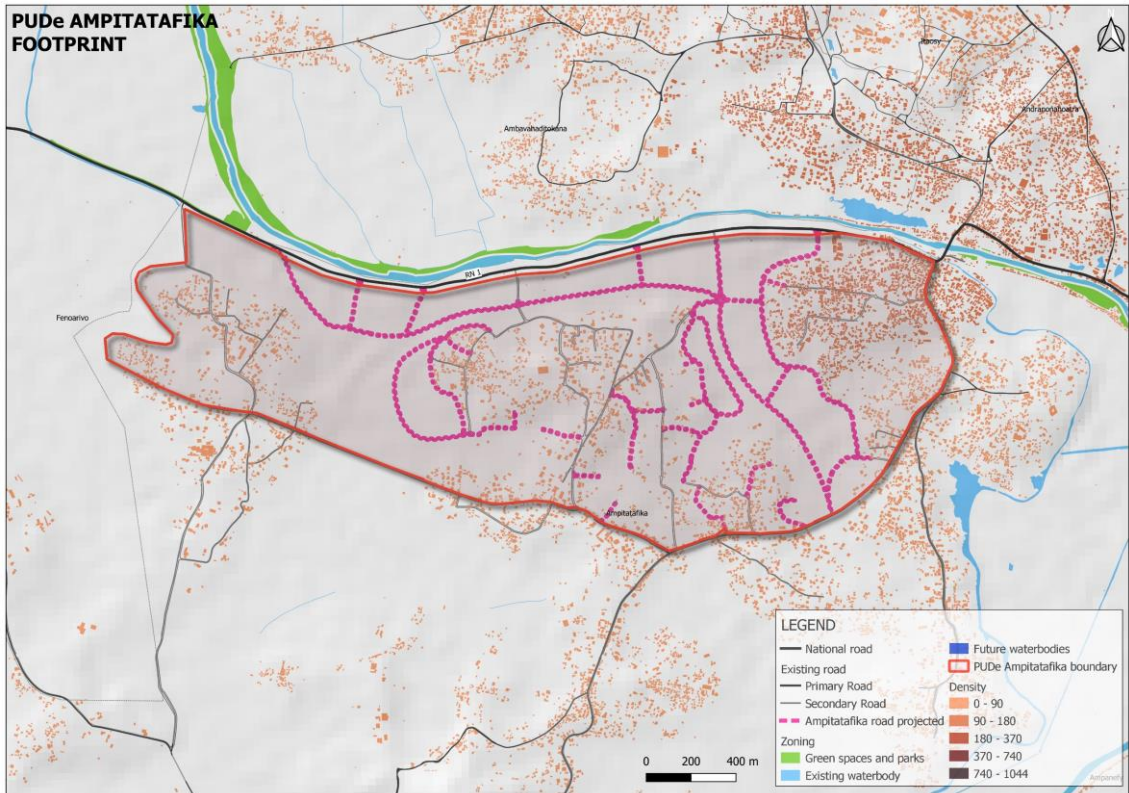 PUDe AMPITATAFIKA
FOOTPRINT
N
Andranonahoatra
Ambavahaditokana
RN 1
Fenoarivo
Ampitatafika
LEGEND
National road
Existing road
Primary Road
Secondary Road
Ampitatafika road projected
Zoning
Green spaces and parks
Existing waterbody
Future waterbodies
PUDe Ampitatafika boundary
Density
0 - 90
90 - 180
180 - 370
370 - 740
740 - 1044
0 200 400 m